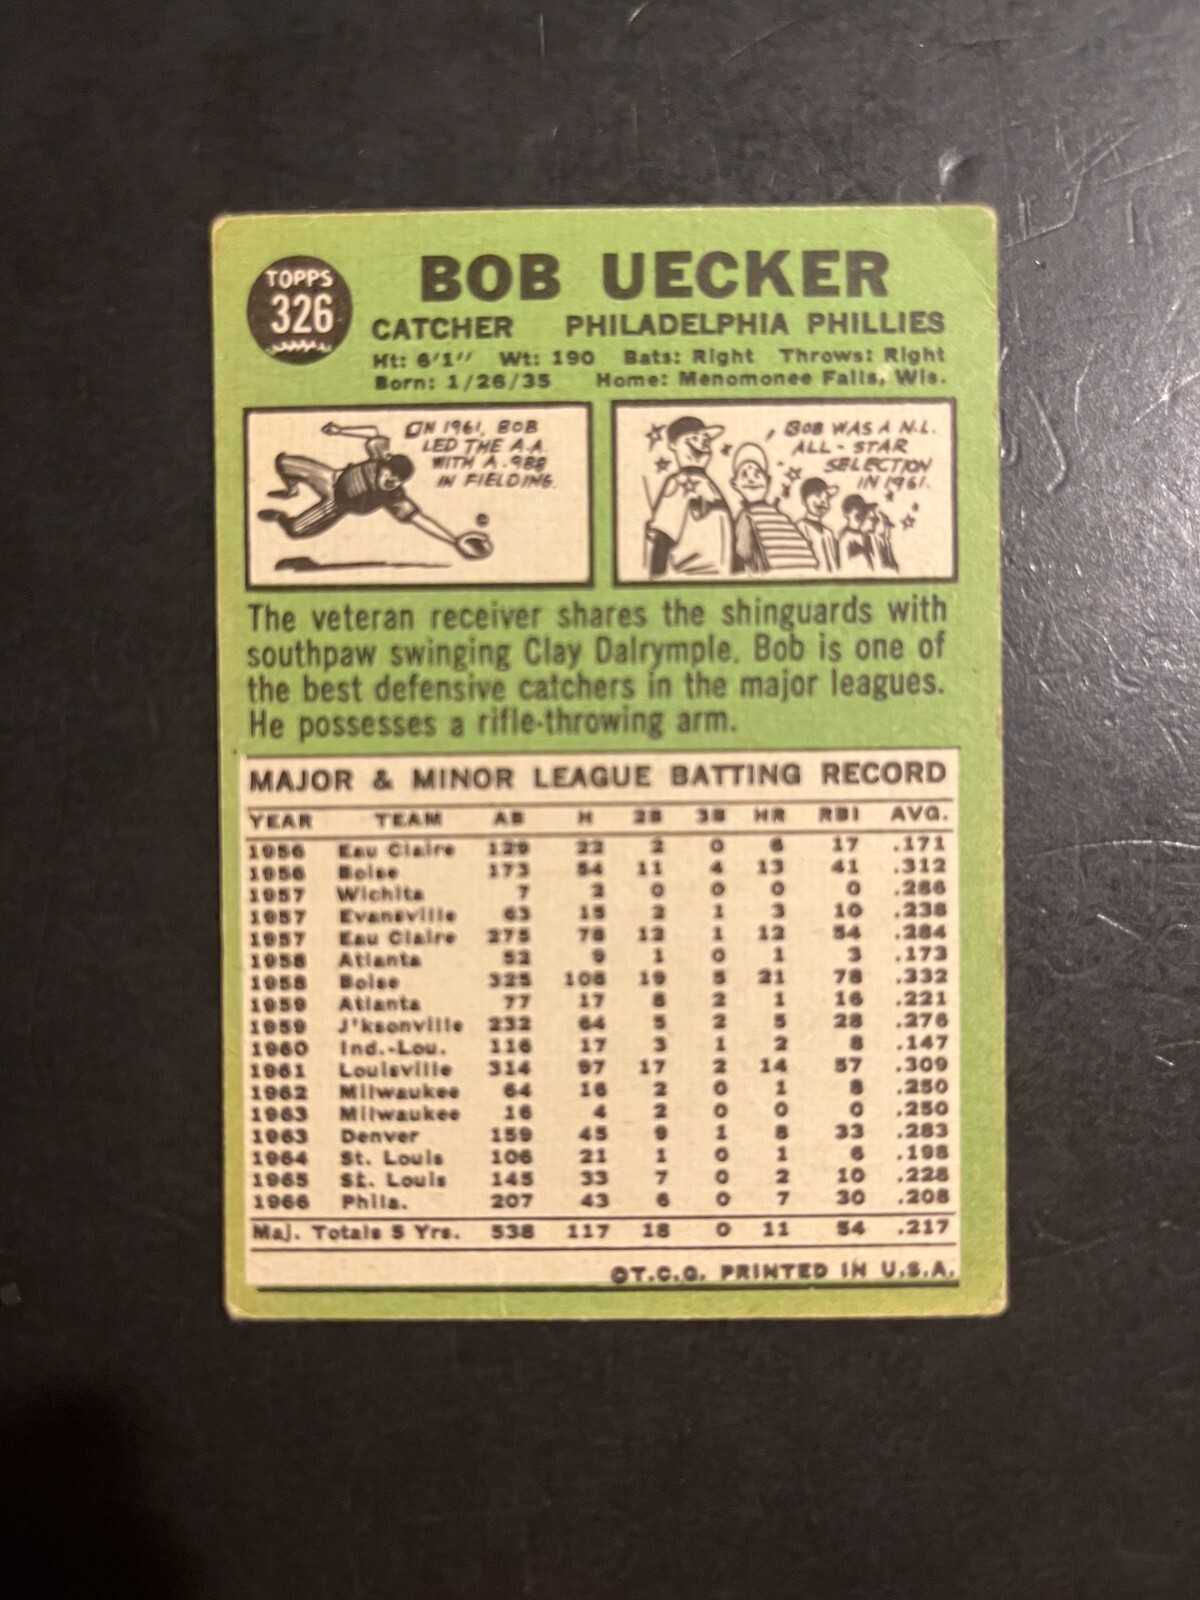 TOPPS
326
BOB UECKER
CATCHER PHILADELPHIA PHILLIES
Ht: 6'1" Wt: 190 Bats: Right Throws: Right
Born: 1/26/35 Home: Menomonee Falls, Wis.
ON 1961, BOB
LED THE A.A.
WITH A .988
IN FIELDING.
BOB WAS A N.L.
ALL-STAR
SELECTION
IN 1961.
The veteran receiver shares the shinguards with
southpaw swinging Clay Dalrymple. Bob is one of
the best defensive catchers in the major leagues.
He possesses a rifle-throwing arm.
MAJOR & MINOR LEAGUE BATTING RECORD
YEAR TEAM AB H 2B 3B HR RBI AVG.
1956 Eau Claire 129 22 2 0 6 17 .171
1956 Boise 173 54 11 4 13 41 .312
1957 Wichita 7 2 0 0 0 0 .286
1957 Evansville 63 15 2 1 3 10 .238
1957 Eau Claire 275 78 12 1 12 54 .284
1958 Atlanta 52 9 1 0 1 3 .173
1958 Boise 325 108 19 5 21 78 .332
1959 Atlanta 77 17 8 2 1 16 .221
1959 J'ksonville 232 64 5 2 5 28 .276
1960 Ind.-Lou. 116 17 3 1 2 8 .147
1961 Louisville 314 97 17 2 14 57 .309
1962 Milwaukee 64 16 2 0 1 8 .250
1963 Milwaukee 16 4 2 0 0 0 .250
1963 Denver 159 45 9 1 8 33 .283
1964 St. Louis 106 21 1 0 1 6 .198
1965 St. Louis 145 33 7 0 2 10 .228
1966 Phila. 207 43 6 0 7 30 .208
Maj. Totals 5 Yrs. 538 117 18 0 11 54 .217
©T.C.G. PRINTED IN U.S.A.